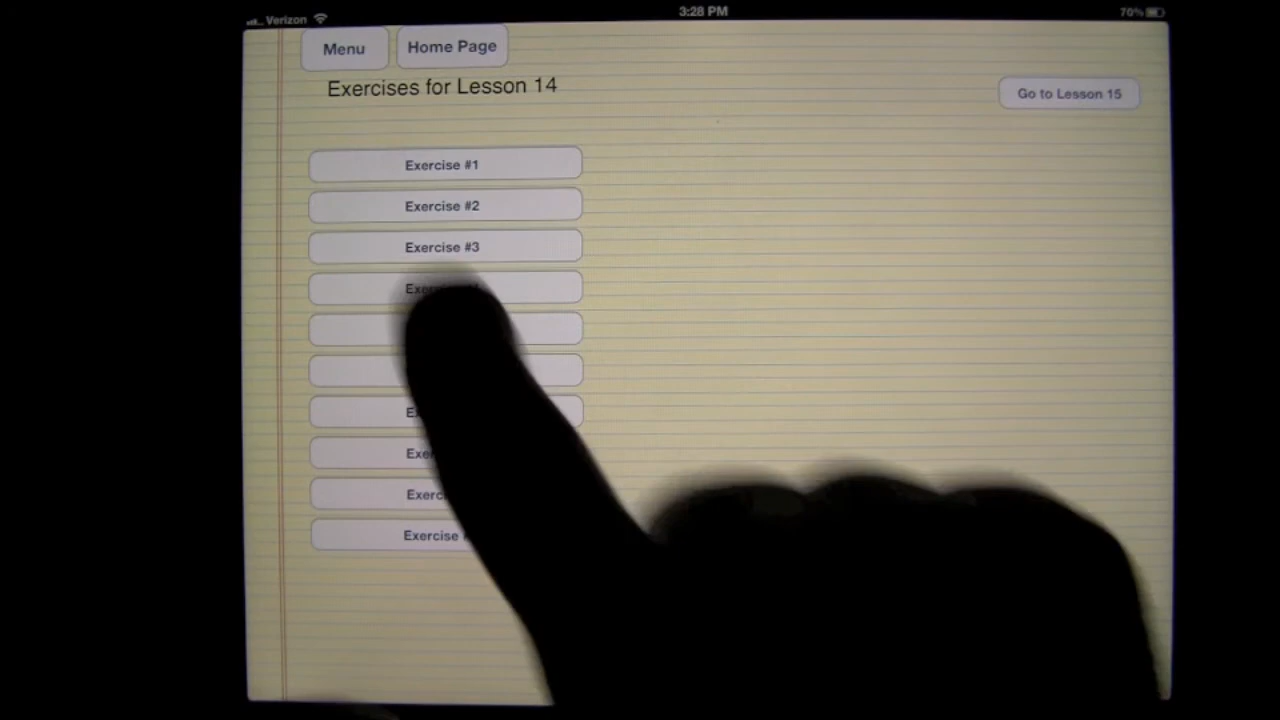 Verizon 3:28 PM 70%
Menu Home Page
Exercises for Lesson 14
Go to Lesson 15
Exercise #1
Exercise #2
Exercise #3
Exercise